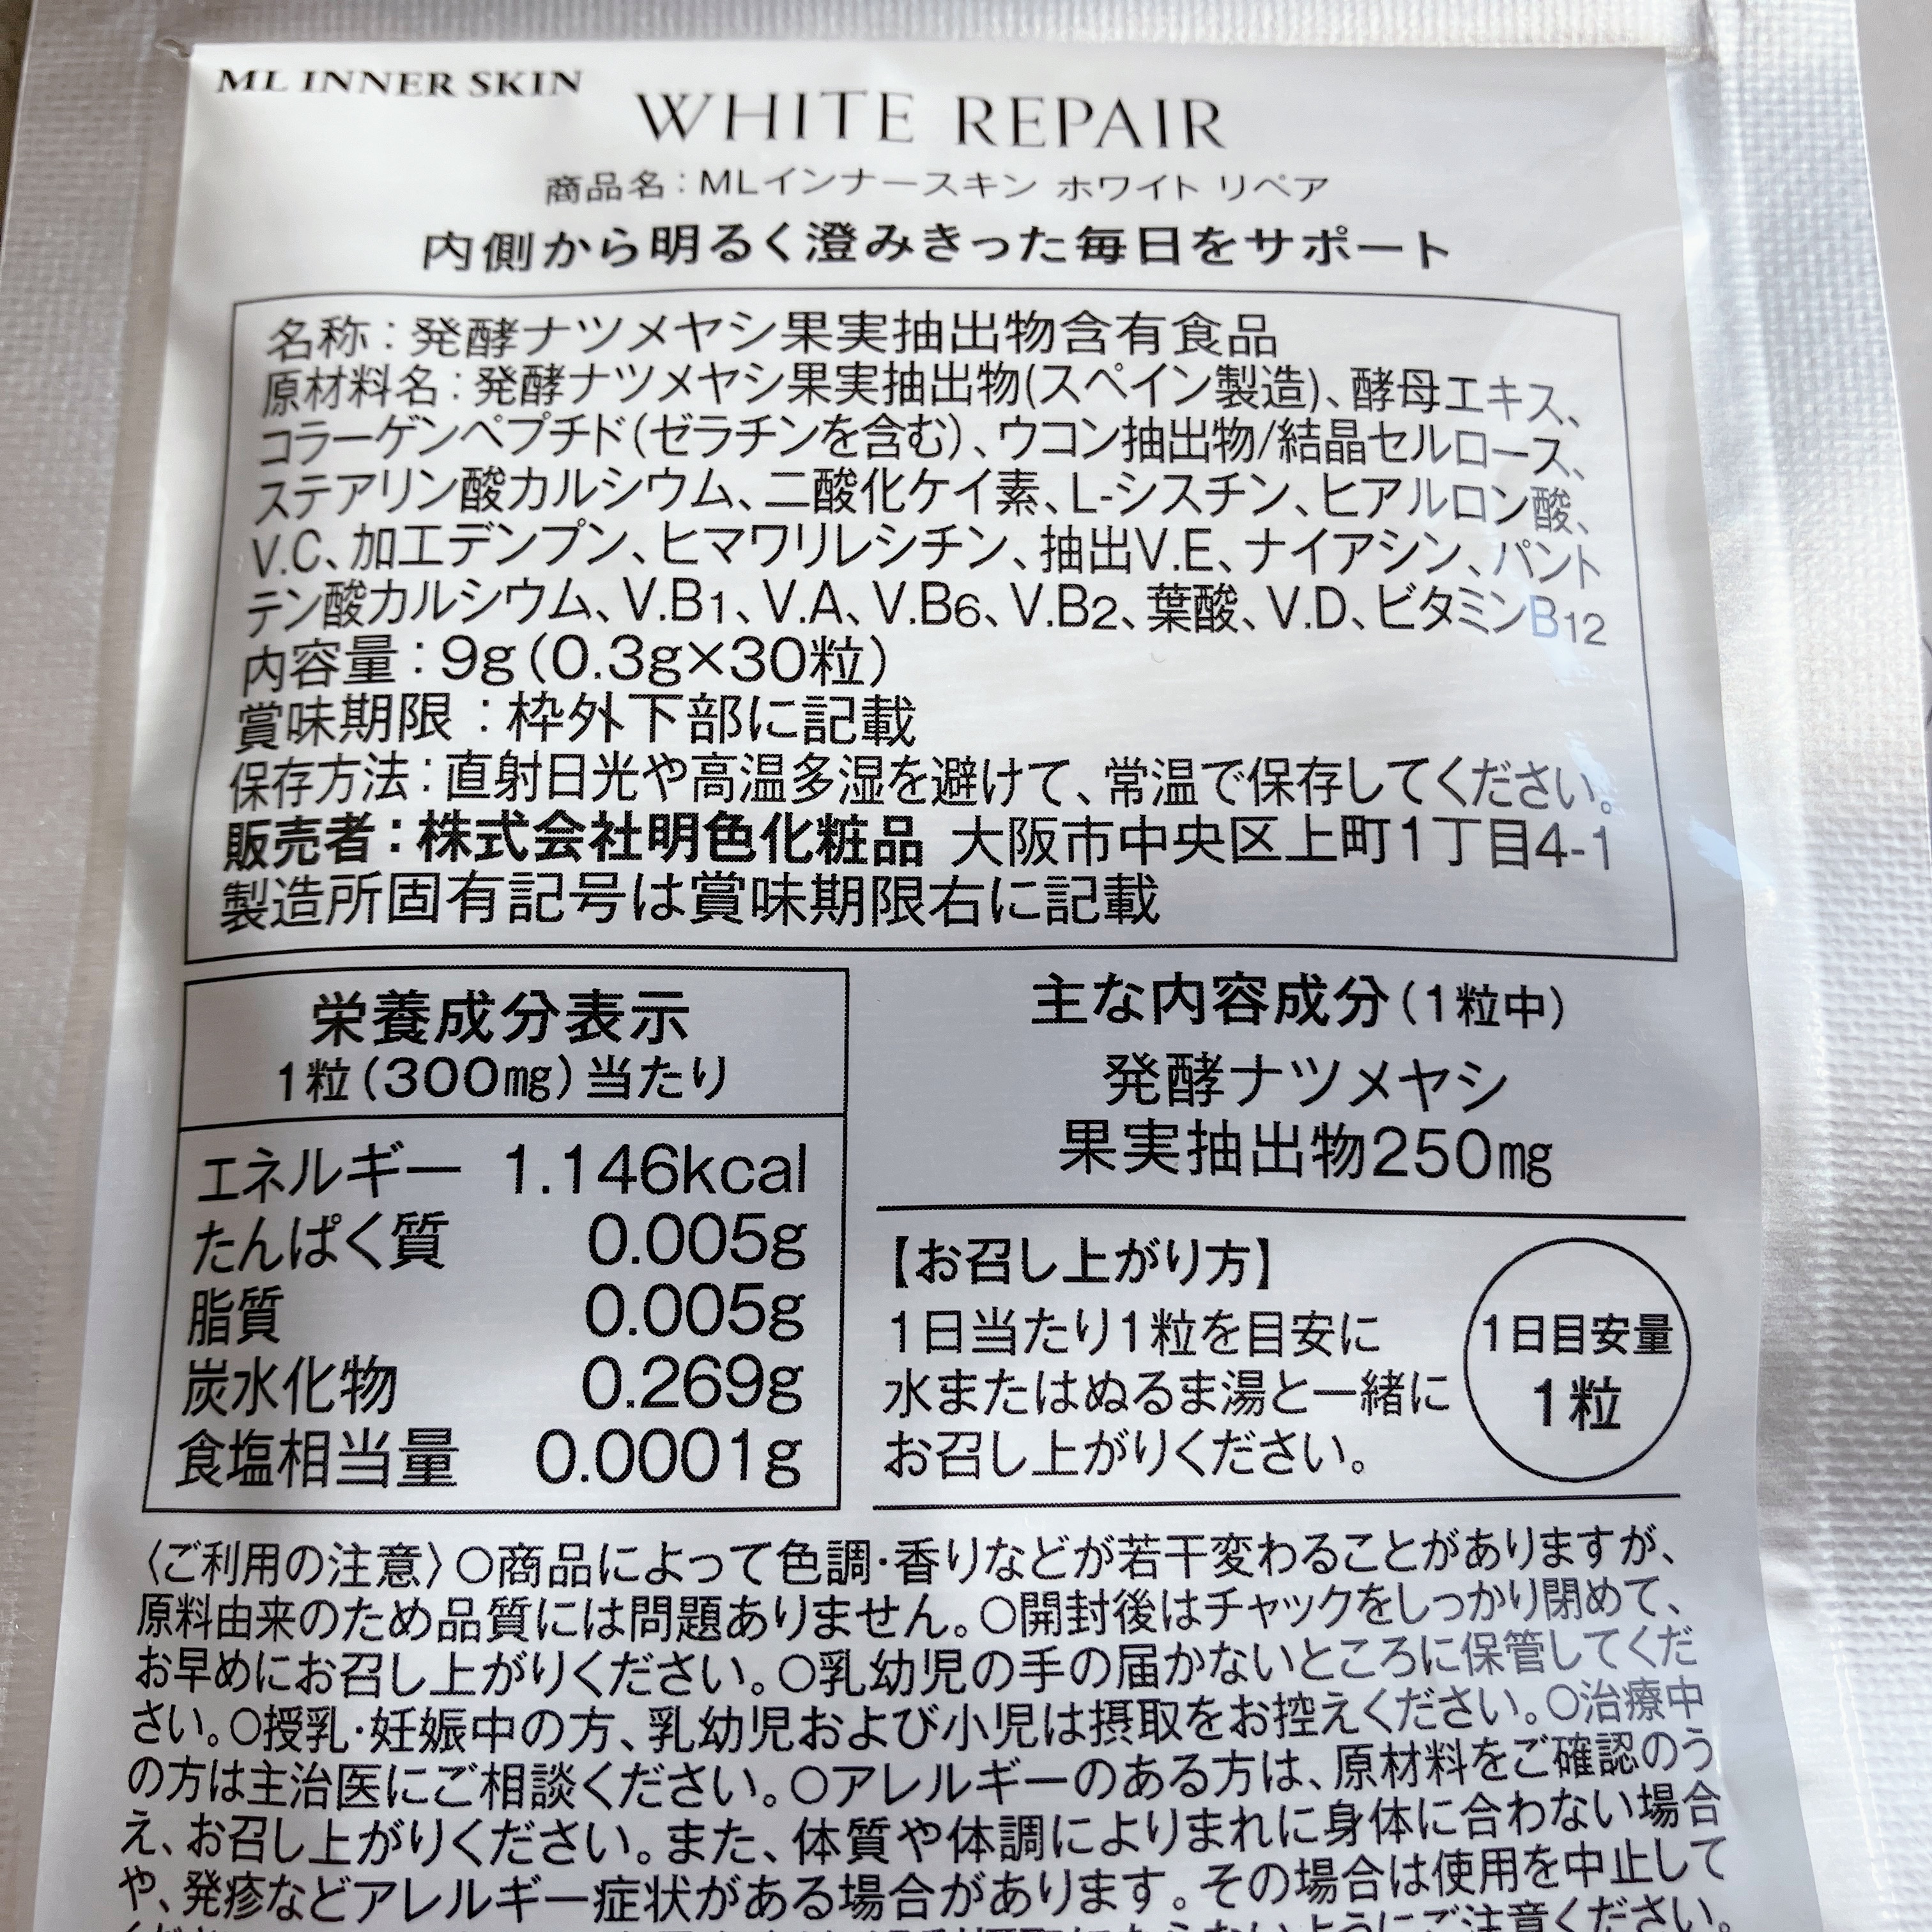 ML INNER SKIN
WHITE REPAIR
商品名：MLインナースキン ホワイト リペア
内側から明るく澄みきった毎日をサポート
名称：発酵ナツメヤシ果実抽出物含有食品
原材料名：発酵ナツメヤシ果実抽出物(スペイン製造)、酵母エキス、
コラーゲンペプチド(ゼラチンを含む)、ウコン抽出物/結晶セルロース、
ステアリン酸カルシウム、二酸化ケイ素、L-シスチン、ヒアルロン酸、
V.C、加工デンプン、ヒマワリレシチン、抽出V.E、ナイアシン、パント
テン酸カルシウム、V.B1、V.A、V.B6、V.B2、葉酸、V.D、ビタミンB12
内容量：9g(0.3g×30粒)
賞味期限：枠外下部に記載
保存方法：直射日光や高温多湿を避けて、常温で保存してください。
販売者：株式会社明色化粧品 大阪市中央区上町1丁目4-1
製造所固有記号は賞味期限右に記載
栄養成分表示
1粒(300㎎)当たり
エネルギー 1.146kcal
たんぱく質 0.005g
脂質 0.005g
炭水化物 0.269g
食塩相当量 0.0001g
主な内容成分(1粒中)
発酵ナツメヤシ
果実抽出物250㎎
【お召し上がり方】
1日当たり1粒を目安に
水またはぬるま湯と一緒に
お召し上がりください。
1日目安量
1粒
〈ご利用の注意〉○商品によって色調・香りなどが若干変わることがありますが、
原料由来のため品質には問題ありません。○開封後はチャックをしっかり閉めて、
お早めにお召し上がりください。○乳幼児の手の届かないところに保管してくだ
さい。○授乳・妊娠中の方、乳幼児および小児は摂取をお控えください。○治療中
の方は主治医にご相談ください。○アレルギーのある方は、原材料をご確認のう
え、お召し上がりください。また、体質や体調によりまれに身体に合わない場合
や、発疹などアレルギー症状がある場合があります。その場合は使用を中止して
ようにご注意ください。